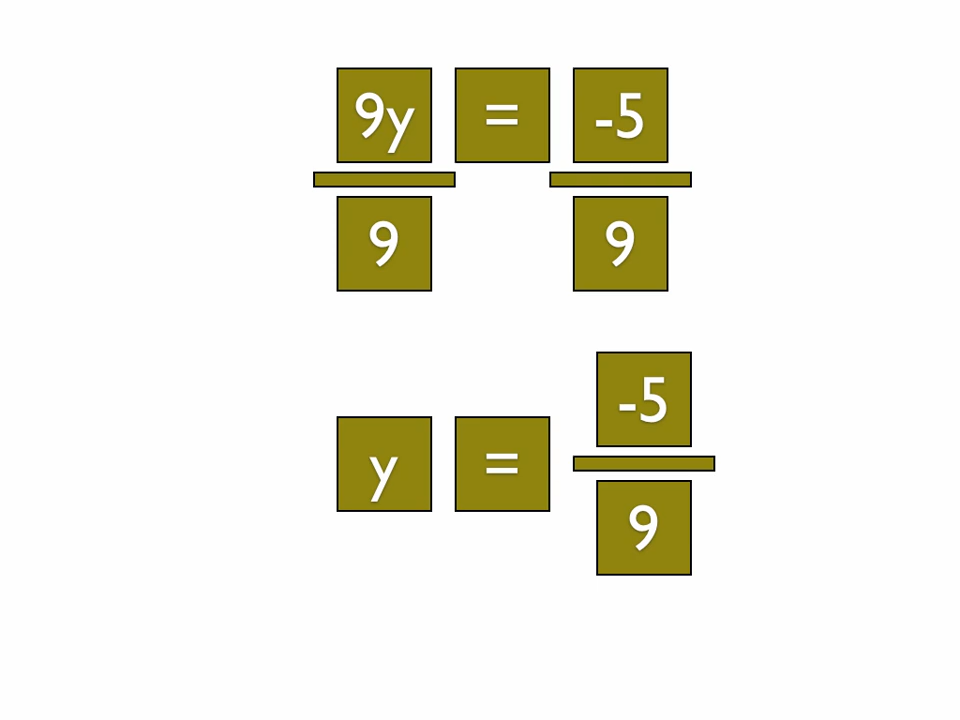 9y = -5
9 9
-5
y =
9